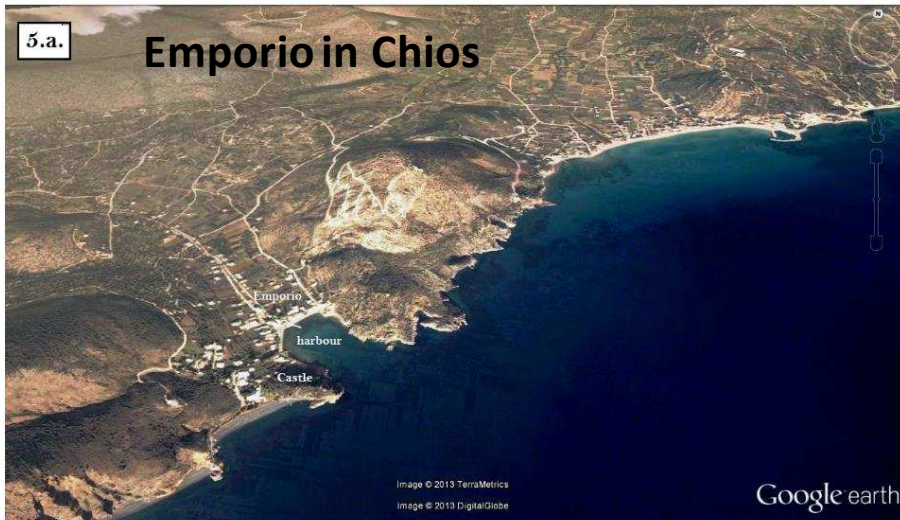 5.a.
Emporio in Chios
N
Emporio
harbour
Castle
Image © 2013 TerraMetrics
Image © 2013 DigitalGlobe
Google earth